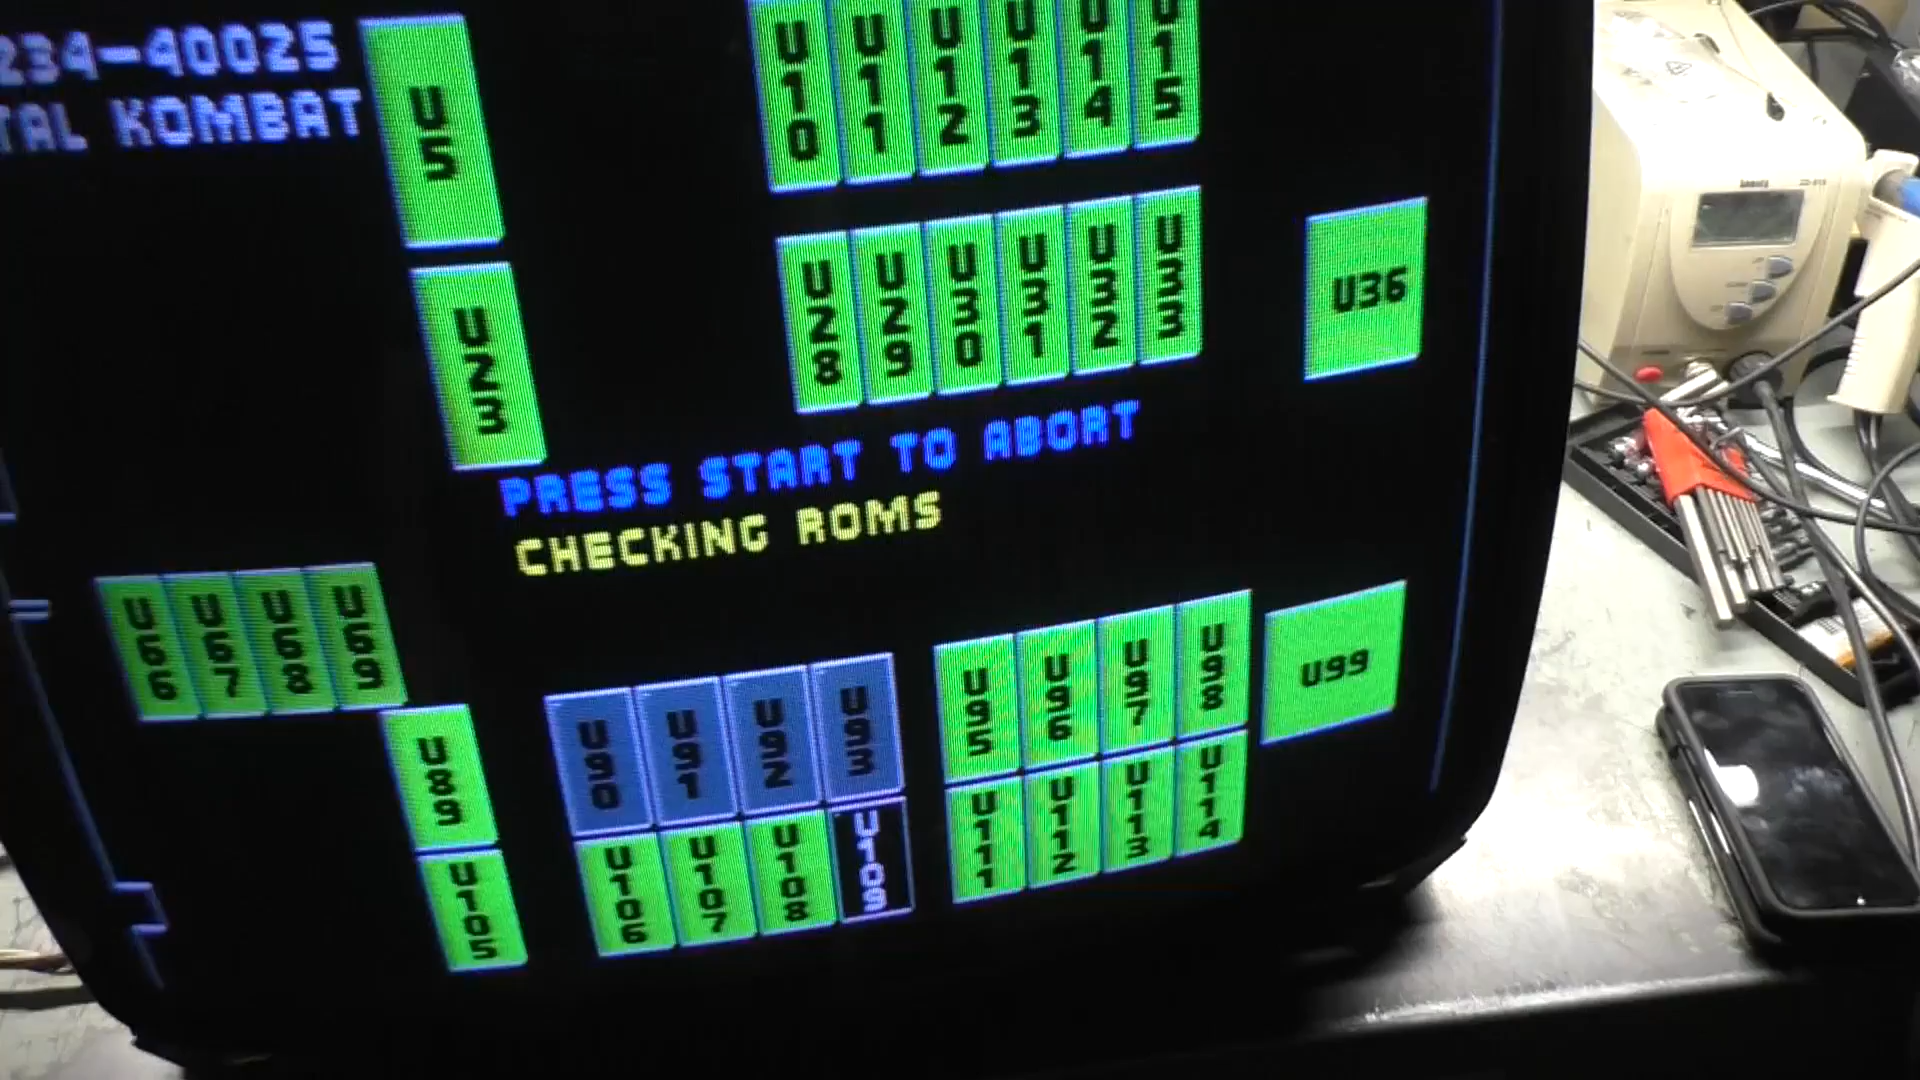 234-40025
TAL KOMBAT
U5
U10 U11 U12 U13 U14 U15
U23
U28 U29 U30 U31 U32 U33
U36
PRESS START TO ABORT
CHECKING ROMS
U66 U67 U68 U69
U89
U90 U91 U92 U93
U95 U96 U97 U98
U99
U105
U106 U107 U108 U109
U111 U112 U113 U114